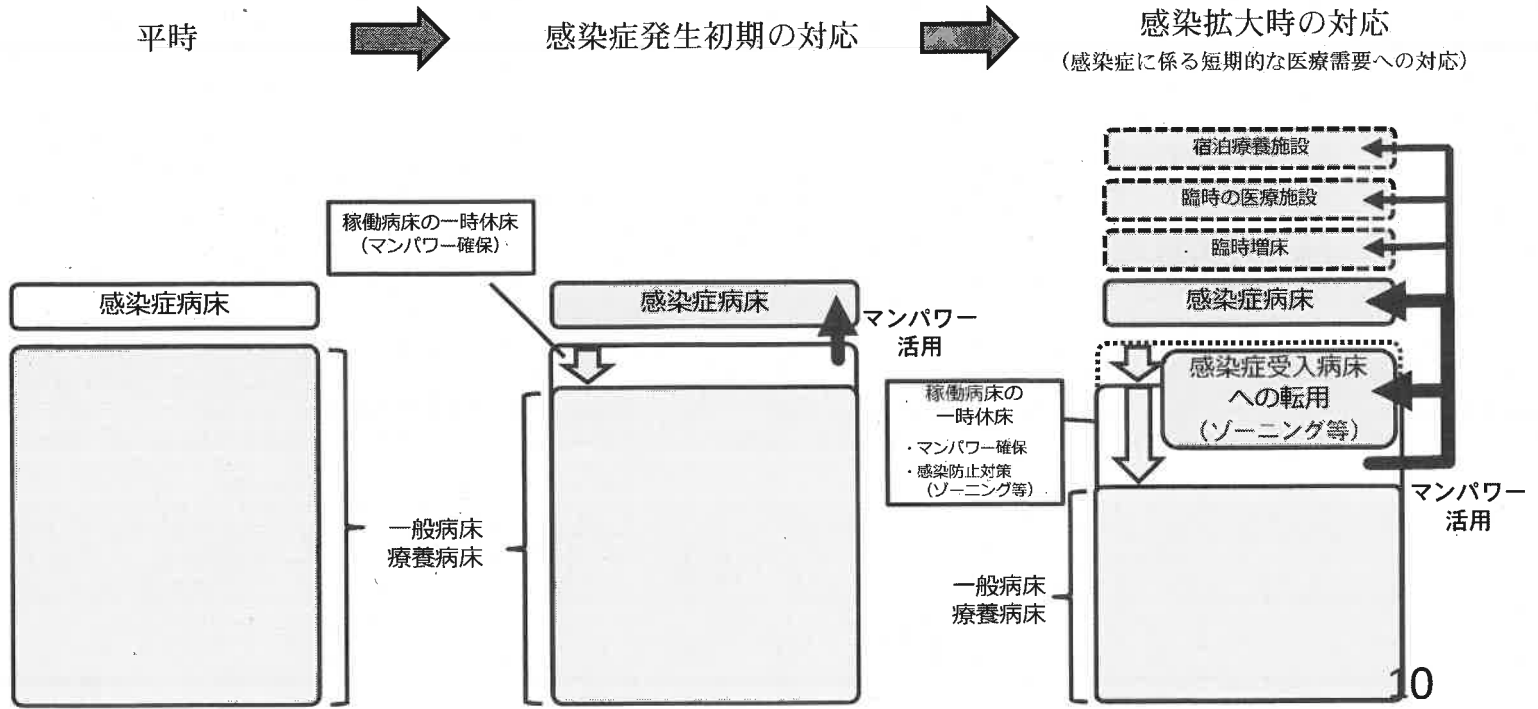 平時
感染症発生初期の対応
感染拡大時の対応
(感染症に係る短期的な医療需要への対応)
感染症病床
一般病床
療養病床
稼働病床の一時休床
(マンパワー確保)
感染症病床
マンパワー
活用
宿泊療養施設
臨時の医療施設
臨時増床
感染症病床
感染症受入病床
への転用
(ゾーニング等)
稼働病床の
一時休床
・マンパワー確保
・感染防止対策
(ゾーニング等)
マンパワー
活用
一般病床
療養病床
10